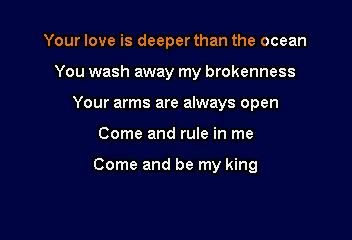 Your love is deeper than the ocean
You wash away my brokenness
Your arms are always open
Come and rule in me
Come and be my king